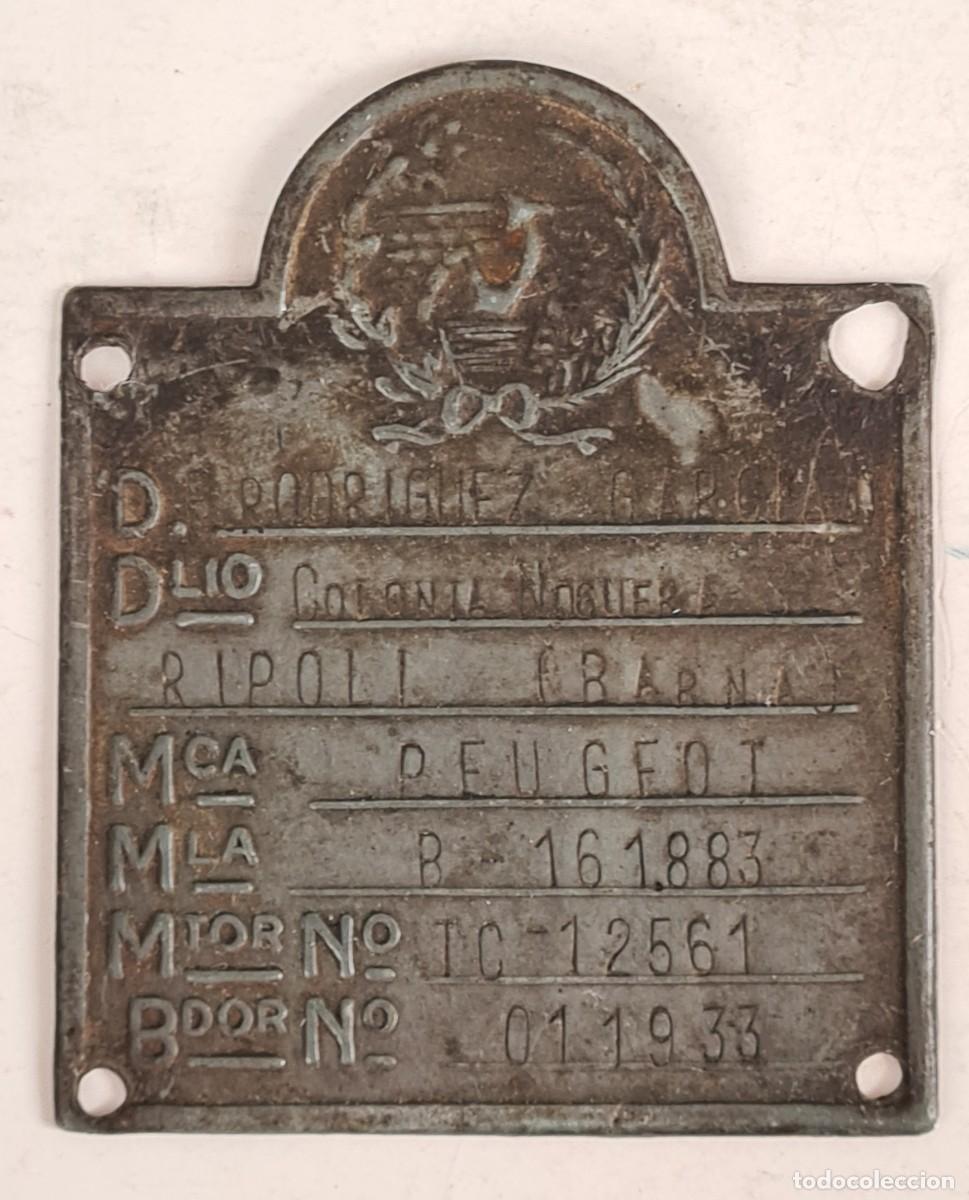 D. RODRIGUEZ GARCIA
DLIO COLONIA NOGUERA
RIPOLL (BARNA)
MCA PEUGEOT
MLA B-161.883
MTOR NO TC-12561
BDOR NO 011933
todocoleccion